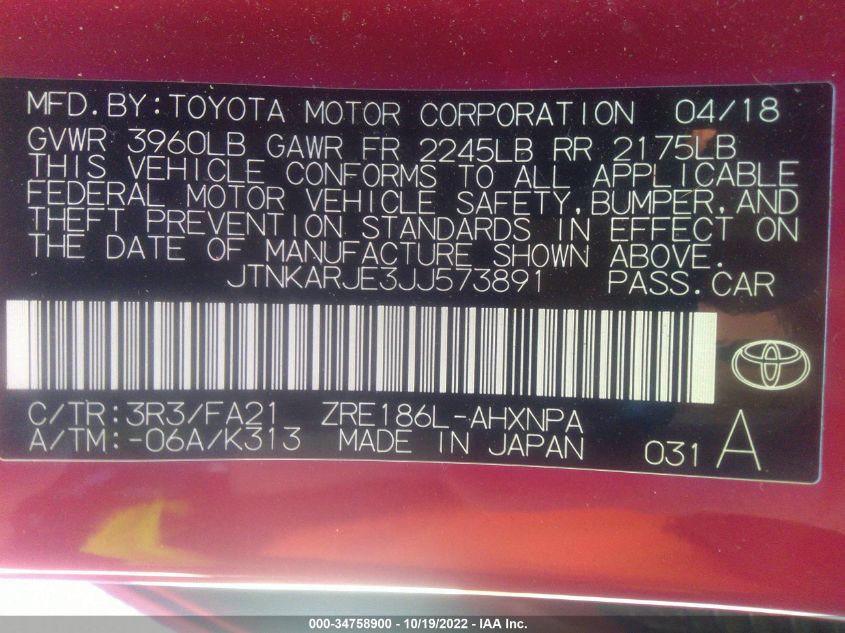 MFD.BY:TOYOTA MOTOR CORPORATION 04/18
GVWR 3960LB GAWR FR 2245LB RR 2175LB
THIS VEHICLE CONFORMS TO ALL APPLICABLE
FEDERAL MOTOR VEHICLE SAFETY,BUMPER,AND
THEFT PREVENTION STANDARDS IN EFFECT ON
THE DATE OF MANUFACTURE SHOWN ABOVE.
JTNKARJE3JJ573891 PASS.CAR
C/TR:3R3/FA21 ZRE186L-AHXNPA
A/TM:-06A/K313 MADE IN JAPAN 031 A
000-34758900 - 10/19/2022 - IAA Inc.